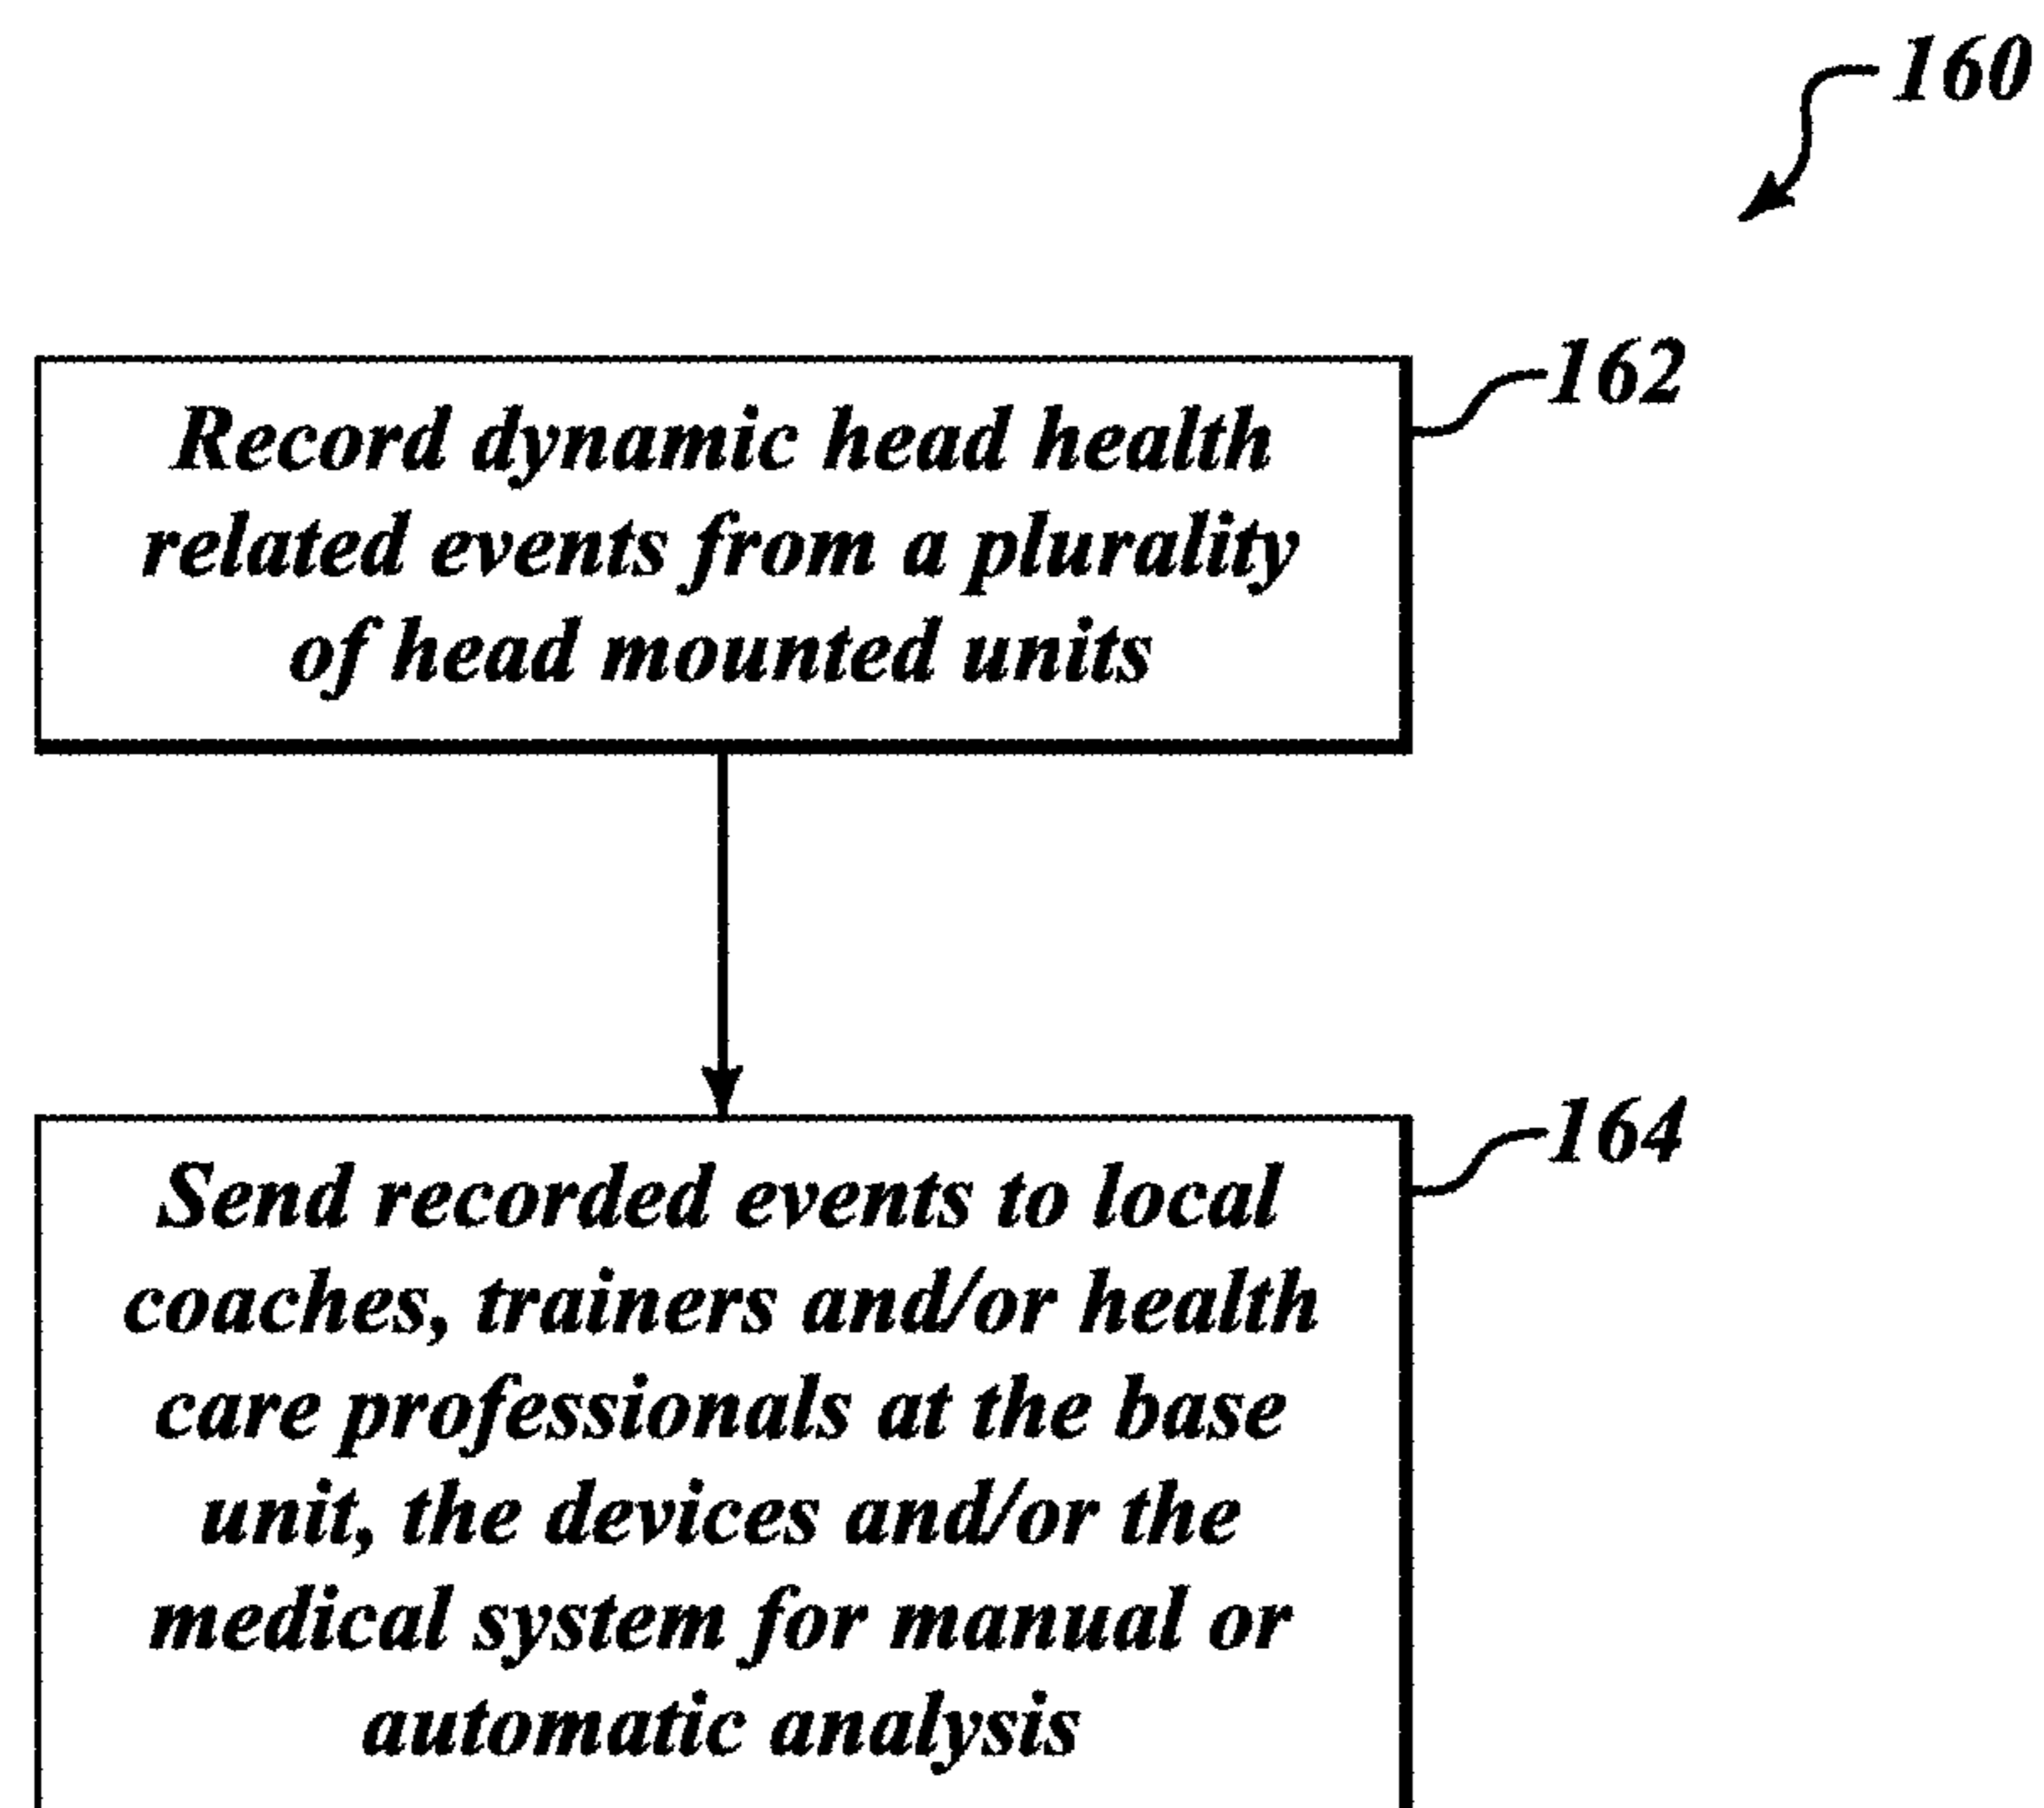 160
162
Record dynamic head health
related events from a plurality
of head mounted units
164
Send recorded events to local
coaches, trainers and/or health
care professionals at the base
unit, the devices and/or the
medical system for manual or
automatic analysis